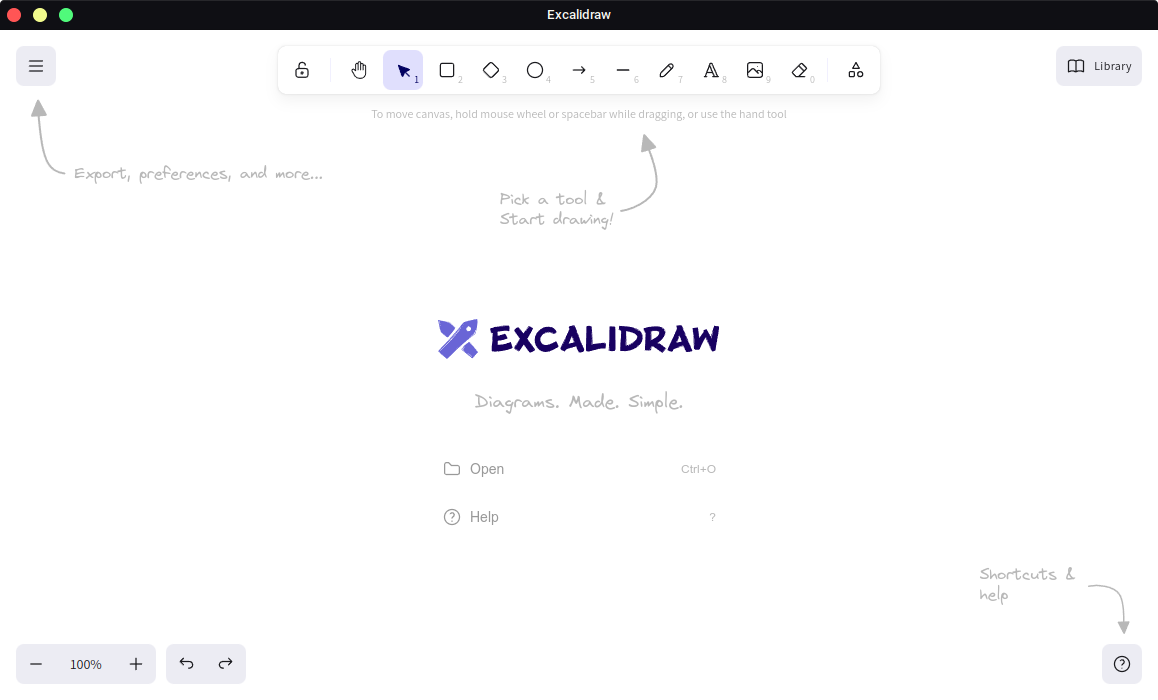 Excalidraw
1
2
3
4
5
6
7
8
9
0
Library
To move canvas, hold mouse wheel or spacebar while dragging, or use the hand tool
Export, preferences, and more...
Pick a tool &
Start drawing!
EXCALIDRAW
Diagrams. Made. Simple.
Open Ctrl+O
Help ?
Shortcuts &
help
100%